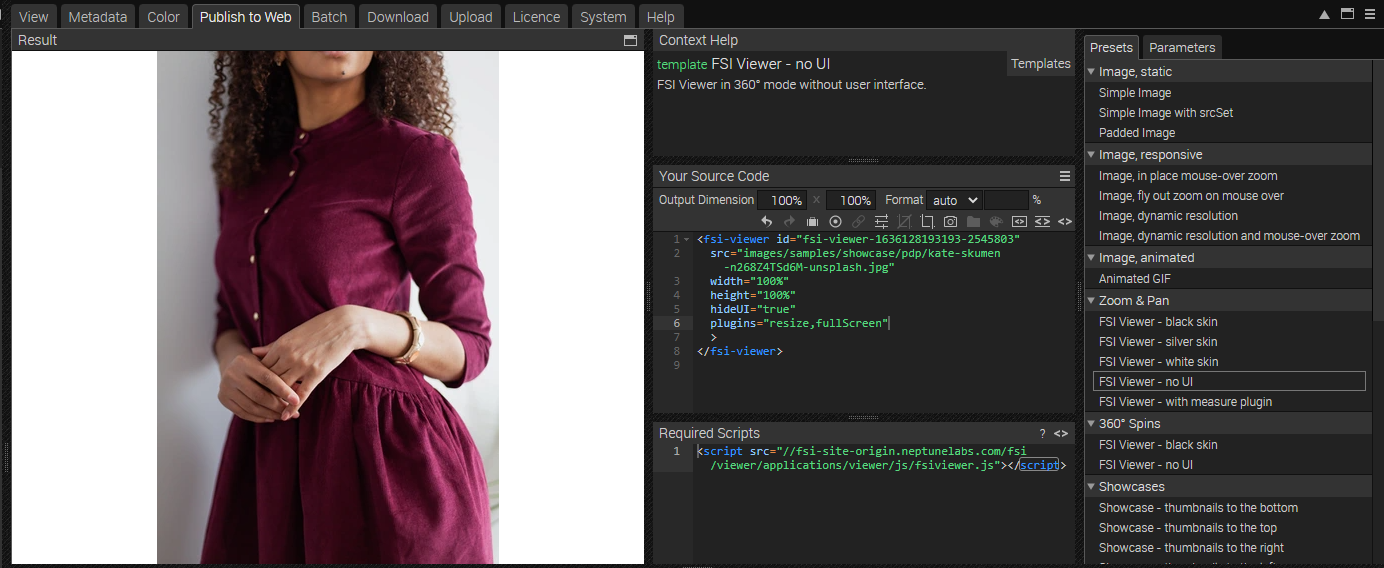 View Metadata Color Publish to Web Batch Download Upload Licence System Help
Result
Context Help
template FSI Viewer - no UI
Templates
FSI Viewer in 360° mode without user interface.
Your Source Code
Output Dimension 100% X 100% Format auto %
1 <fsi-viewer id="fsi-viewer-1636128193193-2545803"
2 src="images/samples/showcase/pdp/kate-skumen
-n268Z4TSd6M-unsplash.jpg"
3 width="100%"
4 height="100%"
5 hideUI="true"
6 plugins="resize,fullScreen"
7 >
8 </fsi-viewer>
9
Required Scripts ? <>
1 <script src="//fsi-site-origin.neptunelabs.com/fsi
/viewer/applications/viewer/js/fsiviewer.js"></script>
Presets Parameters
Image, static
Simple Image
Simple Image with srcSet
Padded Image
Image, responsive
Image, in place mouse-over zoom
Image, fly out zoom on mouse over
Image, dynamic resolution
Image, dynamic resolution and mouse-over zoom
Image, animated
Animated GIF
Zoom & Pan
FSI Viewer - black skin
FSI Viewer - silver skin
FSI Viewer - white skin
FSI Viewer - no UI
FSI Viewer - with measure plugin
360° Spins
FSI Viewer - black skin
FSI Viewer - no UI
Showcases
Showcase - thumbnails to the bottom
Showcase - thumbnails to the top
Showcase - thumbnails to the right